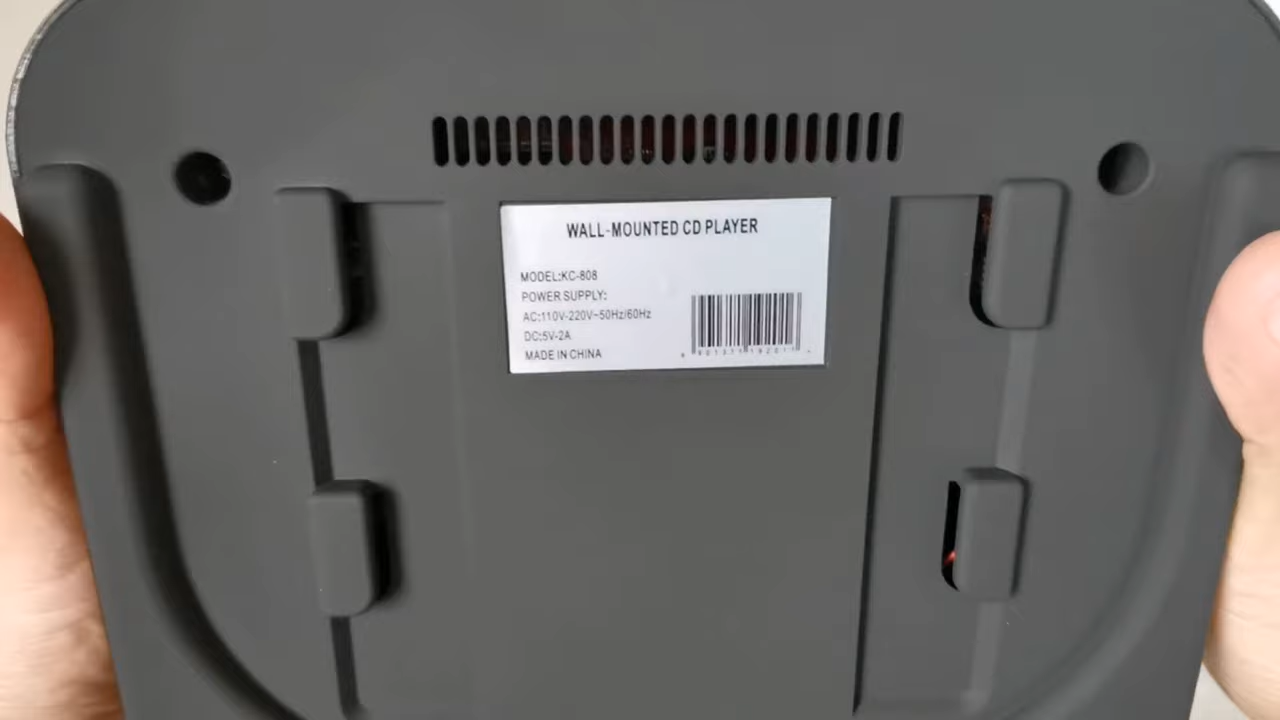 WALL-MOUNTED CD PLAYER
MODEL:KC-808
POWER SUPPLY:
AC:110V-220V~50Hz/60Hz
DC:5V-2A
MADE IN CHINA